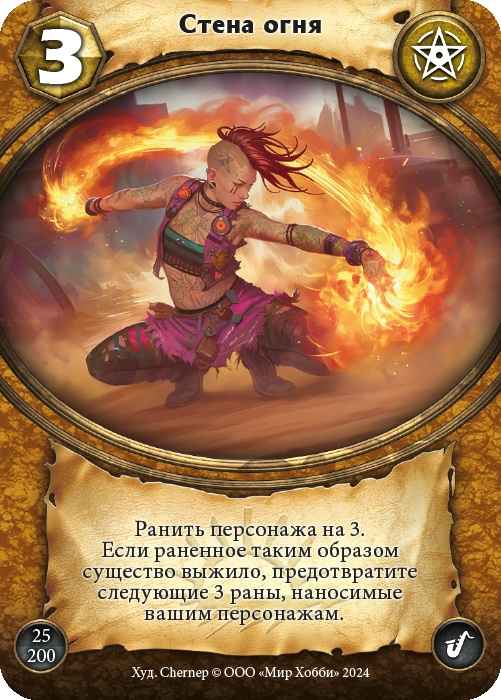 3
Стена огня
Ранить персонажа на 3.
Если раненное таким образом
существо выжило, предотвратите
следующие 3 раны, наносимые
вашим персонажам.
25
200
Худ. Chernep © ООО «Мир Хобби» 2024